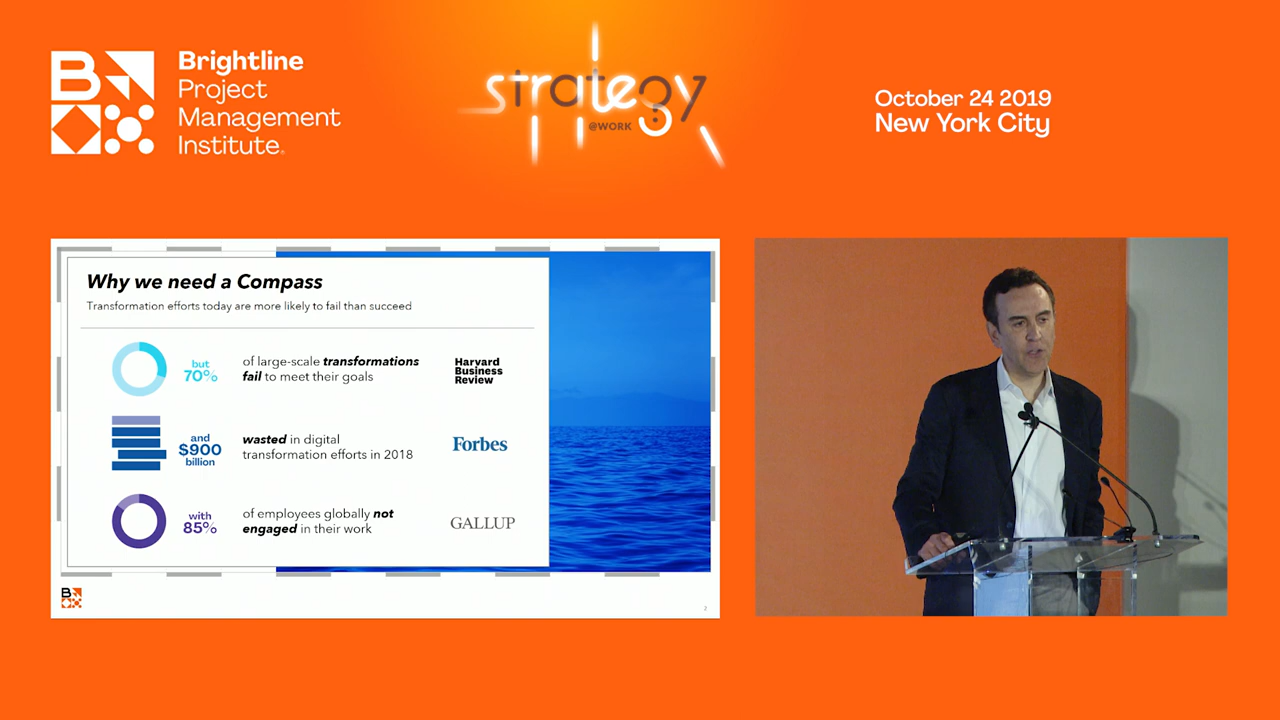 Brightline
Project
Management
Institute.
strategy
@WORK
October 24 2019
New York City
Why we need a Compass
Transformation efforts today are more likely to fail than succeed
but
70%
of large-scale transformations
fail to meet their goals
Harvard
Business
Review
and
$900
billion
wasted in digital
transformation efforts in 2018
Forbes
with
85%
of employees globally not
engaged in their work
GALLUP
B
2